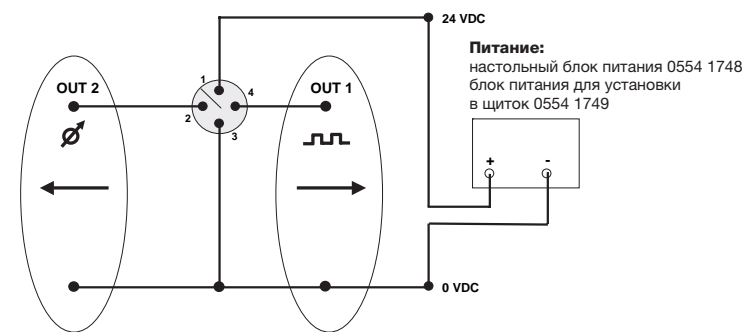 24 VDC
Питание:
настольный блок питания 0554 1748
блок питания для установки
в щиток 0554 1749
OUT 2
1
4
OUT 1
2
3
+ -
0 VDC